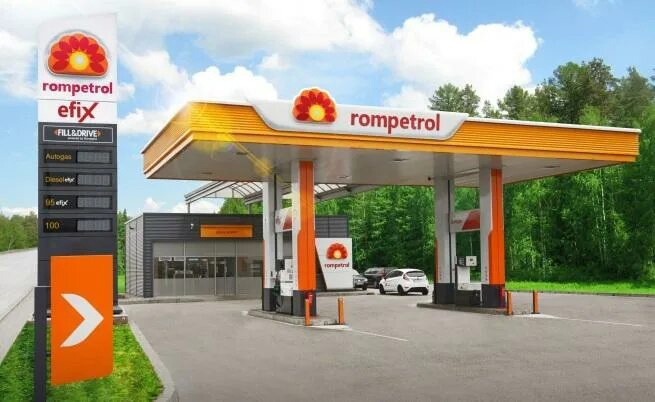 rompetrol
efix
FILL&DRIVE
Autogas
Diesel efix
95 efix
100
rompetrol
rompetrol